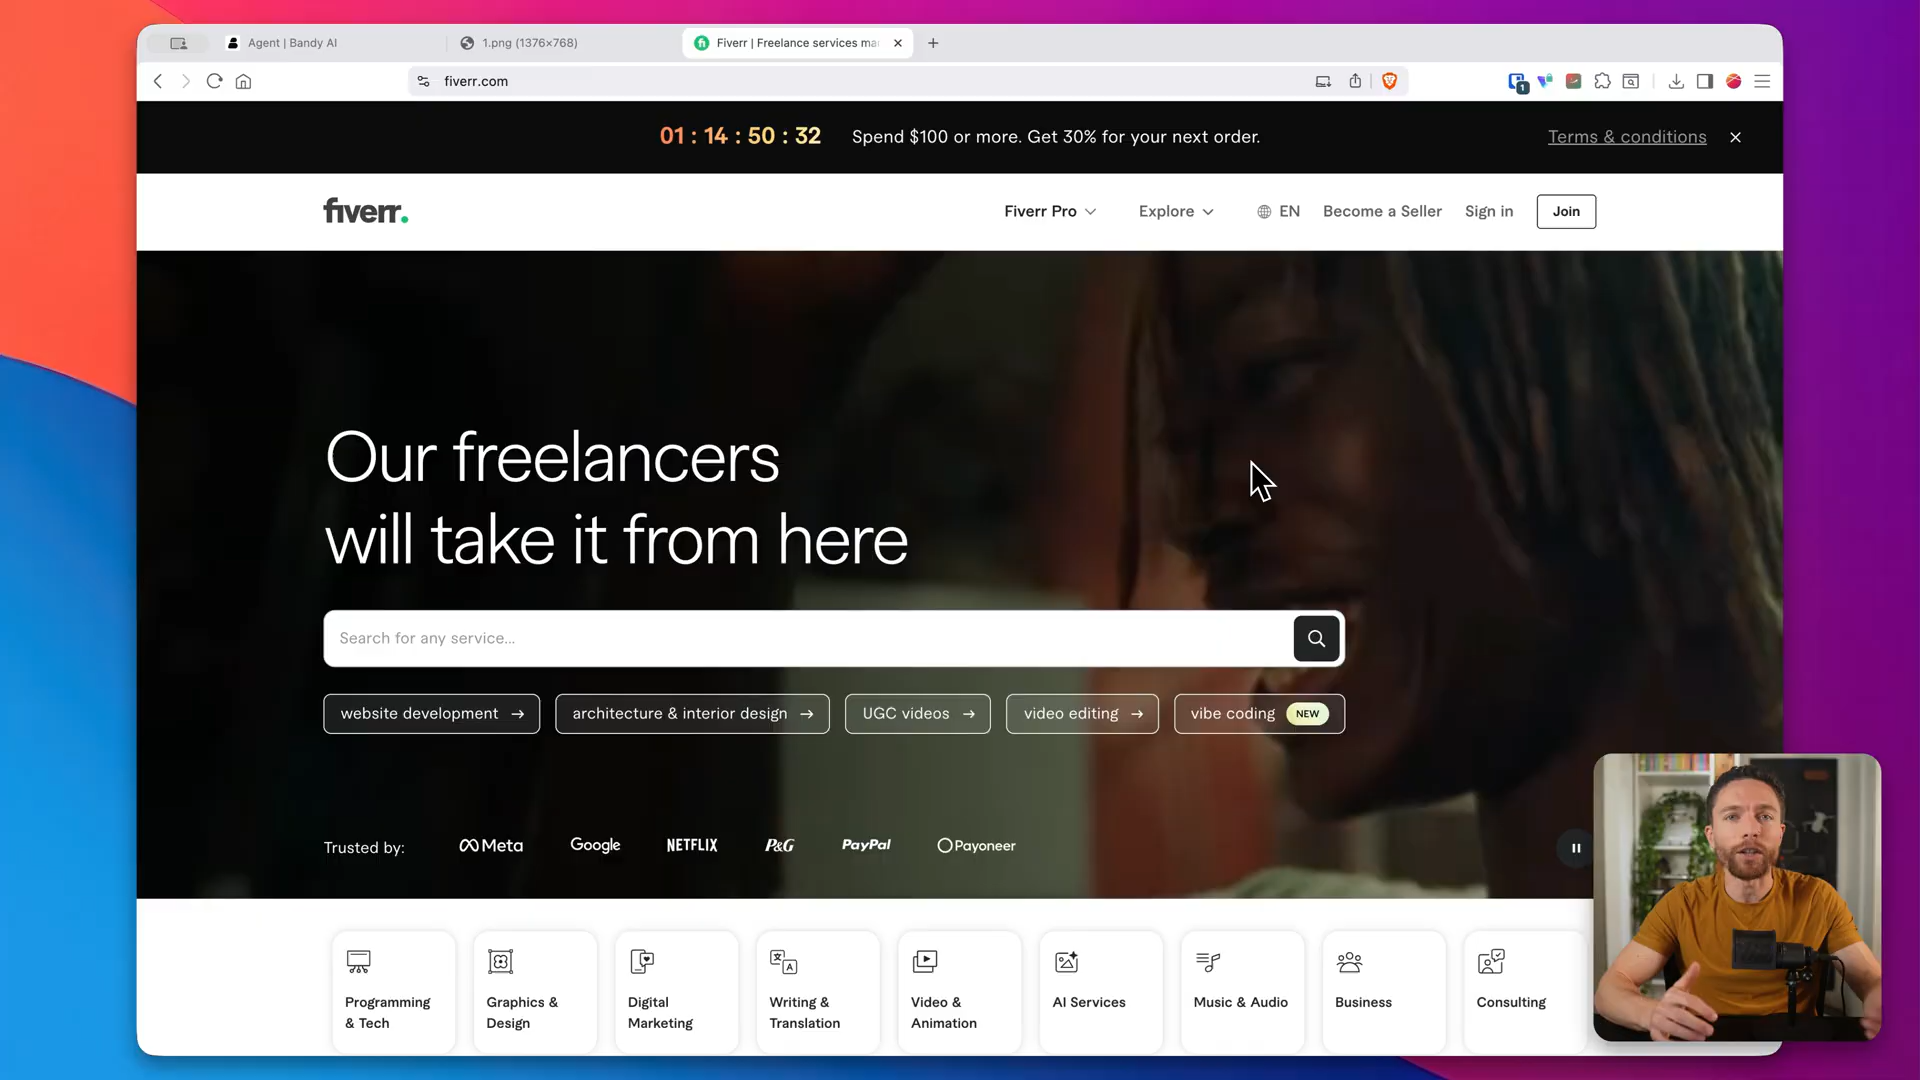 Agent | Bandy AI
1.png (1376×768)
Fiverr | Freelance services ma
fiverr.com
1
01 : 14 : 50 : 32
Spend $100 or more. Get 30% for your next order.
Terms & conditions
fiverr.
Fiverr Pro
Explore
EN
Become a Seller
Sign in
Join
Our freelancers
will take it from here
Search for any service...
website development →
architecture & interior design →
UGC videos →
video editing →
vibe coding NEW
Trusted by:
Meta
Google
NETFLIX
P&G
PayPal
Payoneer
Programming
& Tech
Graphics &
Design
Digital
Marketing
Writing &
Translation
Video &
Animation
AI Services
Music & Audio
Business
Consulting